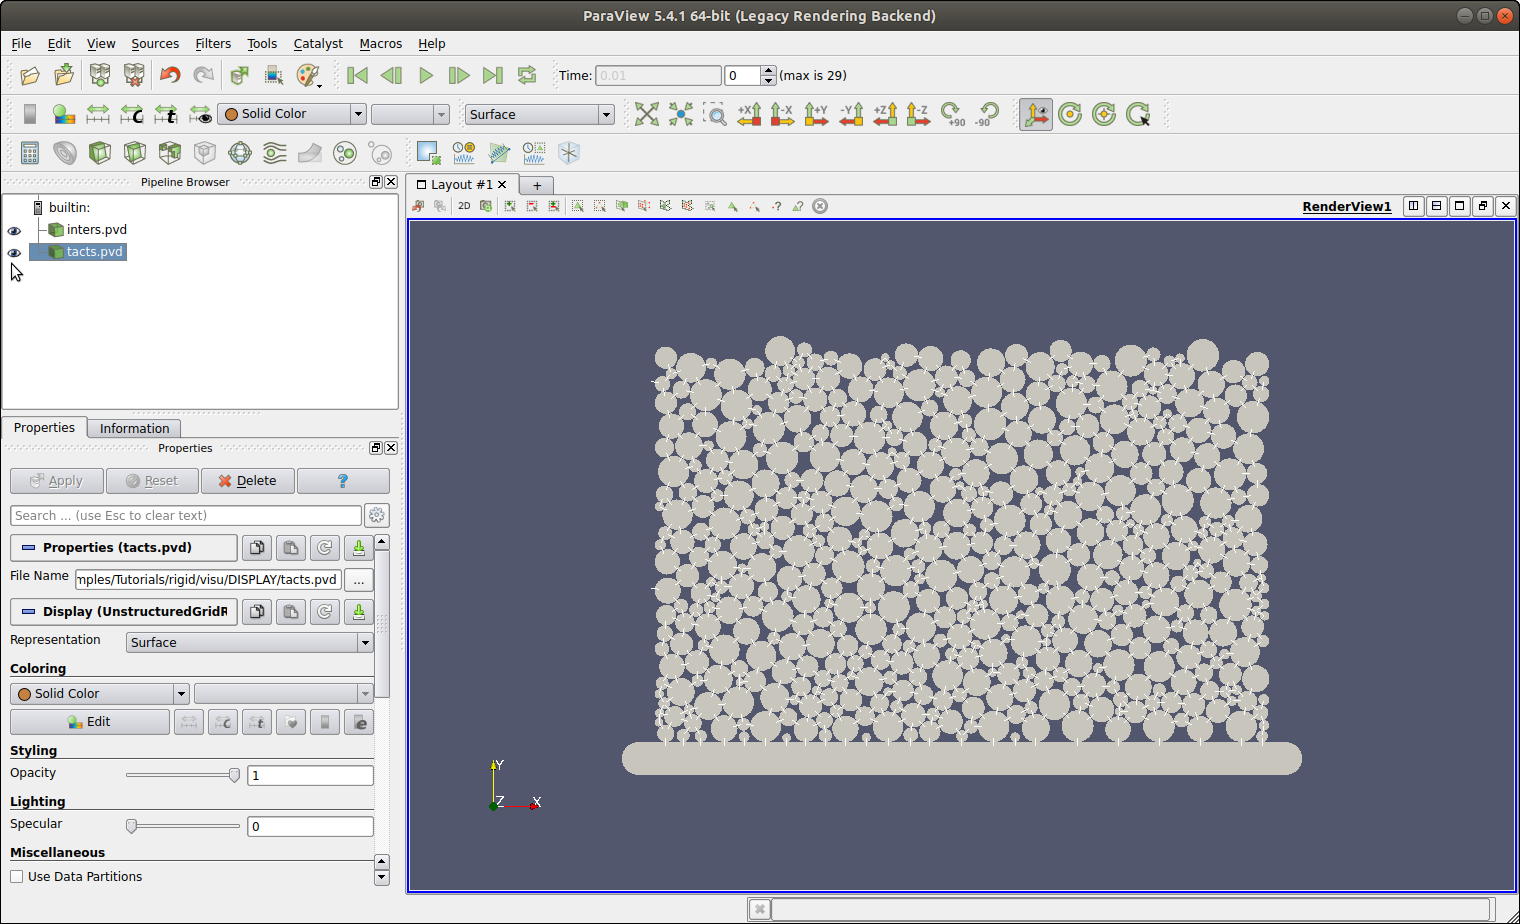 ParaView 5.4.1 64-bit (Legacy Rendering Backend)
File Edit View Sources Filters Tools Catalyst Macros Help
Time: 0.01 0 (max is 29)
Solid Color Surface +X -X +Y -Y +Z -Z +90 -90
Pipeline Browser
Layout #1
builtin:
2D RenderView1
inters.pvd
tacts.pvd
Properties Information
Properties
Apply Reset Delete ?
Search ... (use Esc to clear text)
Properties (tacts.pvd)
File Name nples/Tutorials/rigid/visu/DISPLAY/tacts.pvd ...
Display (UnstructuredGridR
Representation Surface
Coloring
Solid Color
Edit
Styling
Opacity 1
Lighting
Specular 0
Miscellaneous
Use Data Partitions
Y
Z X